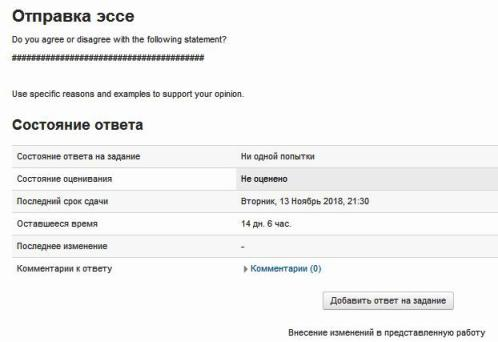 Отправка эссе
Do you agree or disagree with the following statement?
########################################
Use specific reasons and examples to support your opinion.
Состояние ответа
Состояние ответа на задание Ни одной попытки
Состояние оценивания Не оценено
Последний срок сдачи Вторник, 13 Ноябрь 2018, 21:30
Оставшееся время 14 дн. 6 час.
Последнее изменение -
Комментарии к ответу Комментарии (0)
Добавить ответ на задание
Внесение изменений в представленную работу